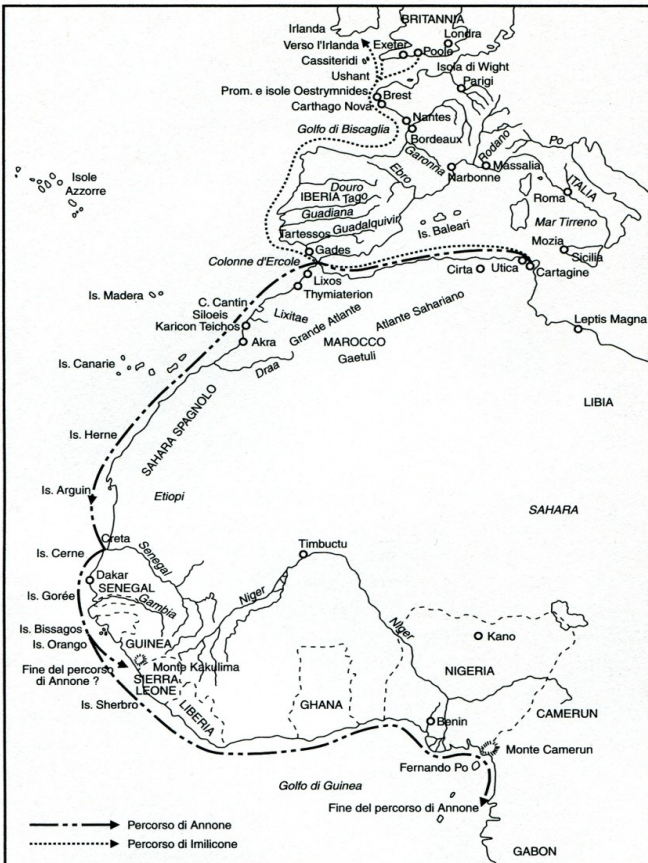 BRITANNIA
Irlanda
Londra
Verso l'Irlanda
Exeter
Poole
Cassiteridi
Isola di Wight
Ushant
Parigi
Prom. e isole Oestrymnides
Brest
Carthago Nova
Nantes
Golfo di Biscaglia
Bordeaux
Po
Garonna
Rodano
Ebro
Massalia
Narbonne
ITALIA
Isole
Azzorre
Douro
IBERIA
Tago
Roma
Guadiana
Is. Baleari
Mar Tirreno
Tartessos
Guadalquivir
Gades
Mozia
Sicilia
Colonne d'Ercole
Cirta
Utica
Cartagine
Lixos
Thymiaterion
Is. Madera
C. Cantin
Siloeis
Lixitae
Grande Atlante
Atlante Sahariano
Karicon Teichos
Leptis Magna
Akra
MAROCCO
Gaetuli
Is. Canarie
Draa
LIBIA
SAHARA SPAGNOLO
Is. Herne
Is. Arguin
Etiopi
SAHARA
Creta
Is. Cerne
Senegal
Timbuctu
Dakar
SENEGAL
Is. Gorée
Gambia
Niger
Niger
Is. Bissagos
Is. Orango
GUINEA
Kano
Fine del percorso
di Annone ?
Monte Kakulima
SIERRA
LEONE
NIGERIA
Is. Sherbro
LIBERIA
GHANA
CAMERUN
Benin
Monte Camerun
Fernando Po
Golfo di Guinea
Fine del percorso di Annone
Percorso di Annone
Percorso di Imilicone
GABON